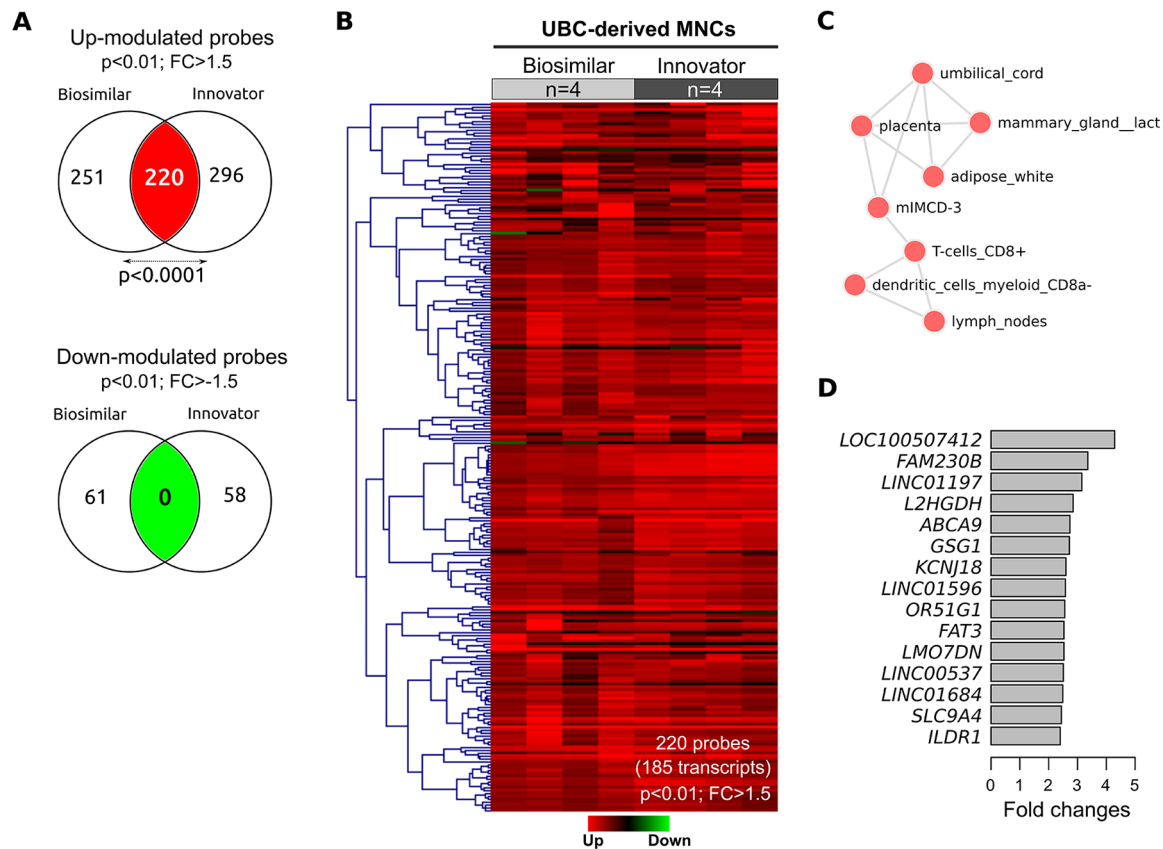 A
Up-modulated probes
p<0.01; FC>1.5
Biosimilar Innovator
251 220 296
p<0.0001
Down-modulated probes
p<0.01; FC>-1.5
Biosimilar Innovator
61 0 58
B
UBC-derived MNCs
Biosimilar Innovator
n=4 n=4
220 probes
(185 transcripts)
p<0.01; FC>1.5
Up Down
C
umbilical_cord
placenta
mammary_gland__lact
adipose_white
mIMCD-3
T-cells_CD8+
dendritic_cells_myeloid_CD8a-
lymph_nodes
D
LOC100507412
FAM230B
LINC01197
L2HGDH
ABCA9
GSG1
KCNJ18
LINC01596
OR51G1
FAT3
LMO7DN
LINC00537
LINC01684
SLC9A4
ILDR1
0 1 2 3 4 5
Fold changes